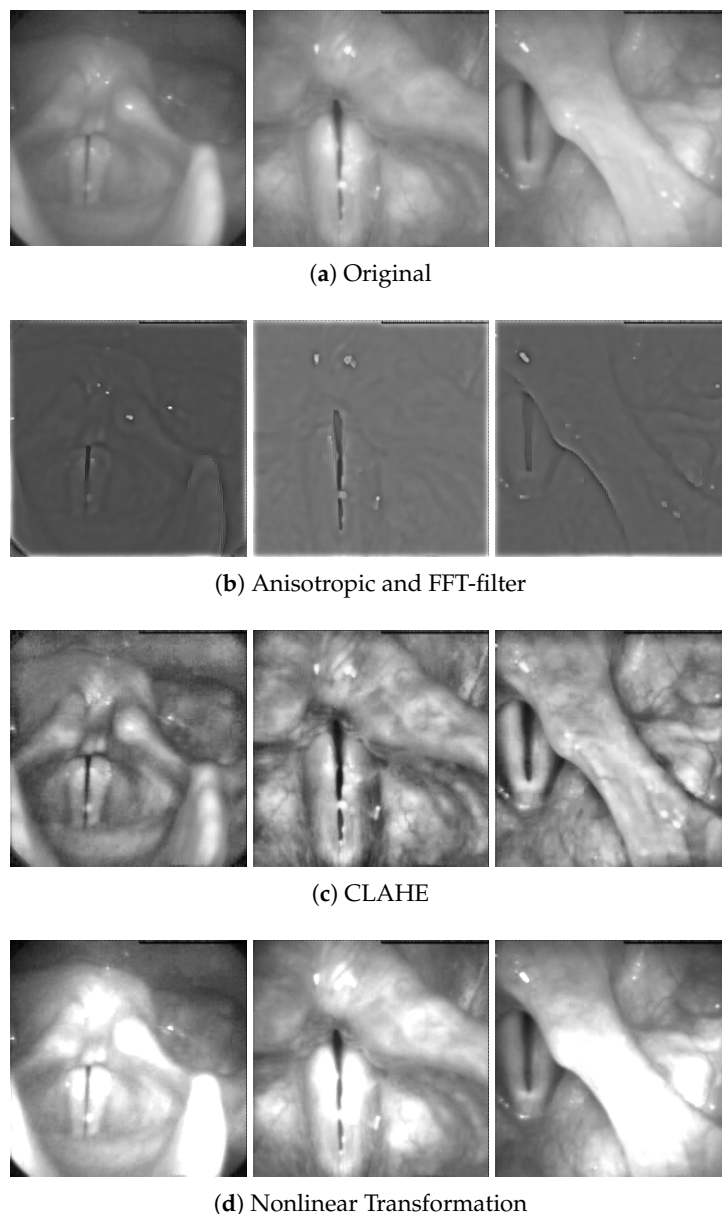 (a) Original
(b) Anisotropic and FFT-filter
(c) CLAHE
(d) Nonlinear Transformation